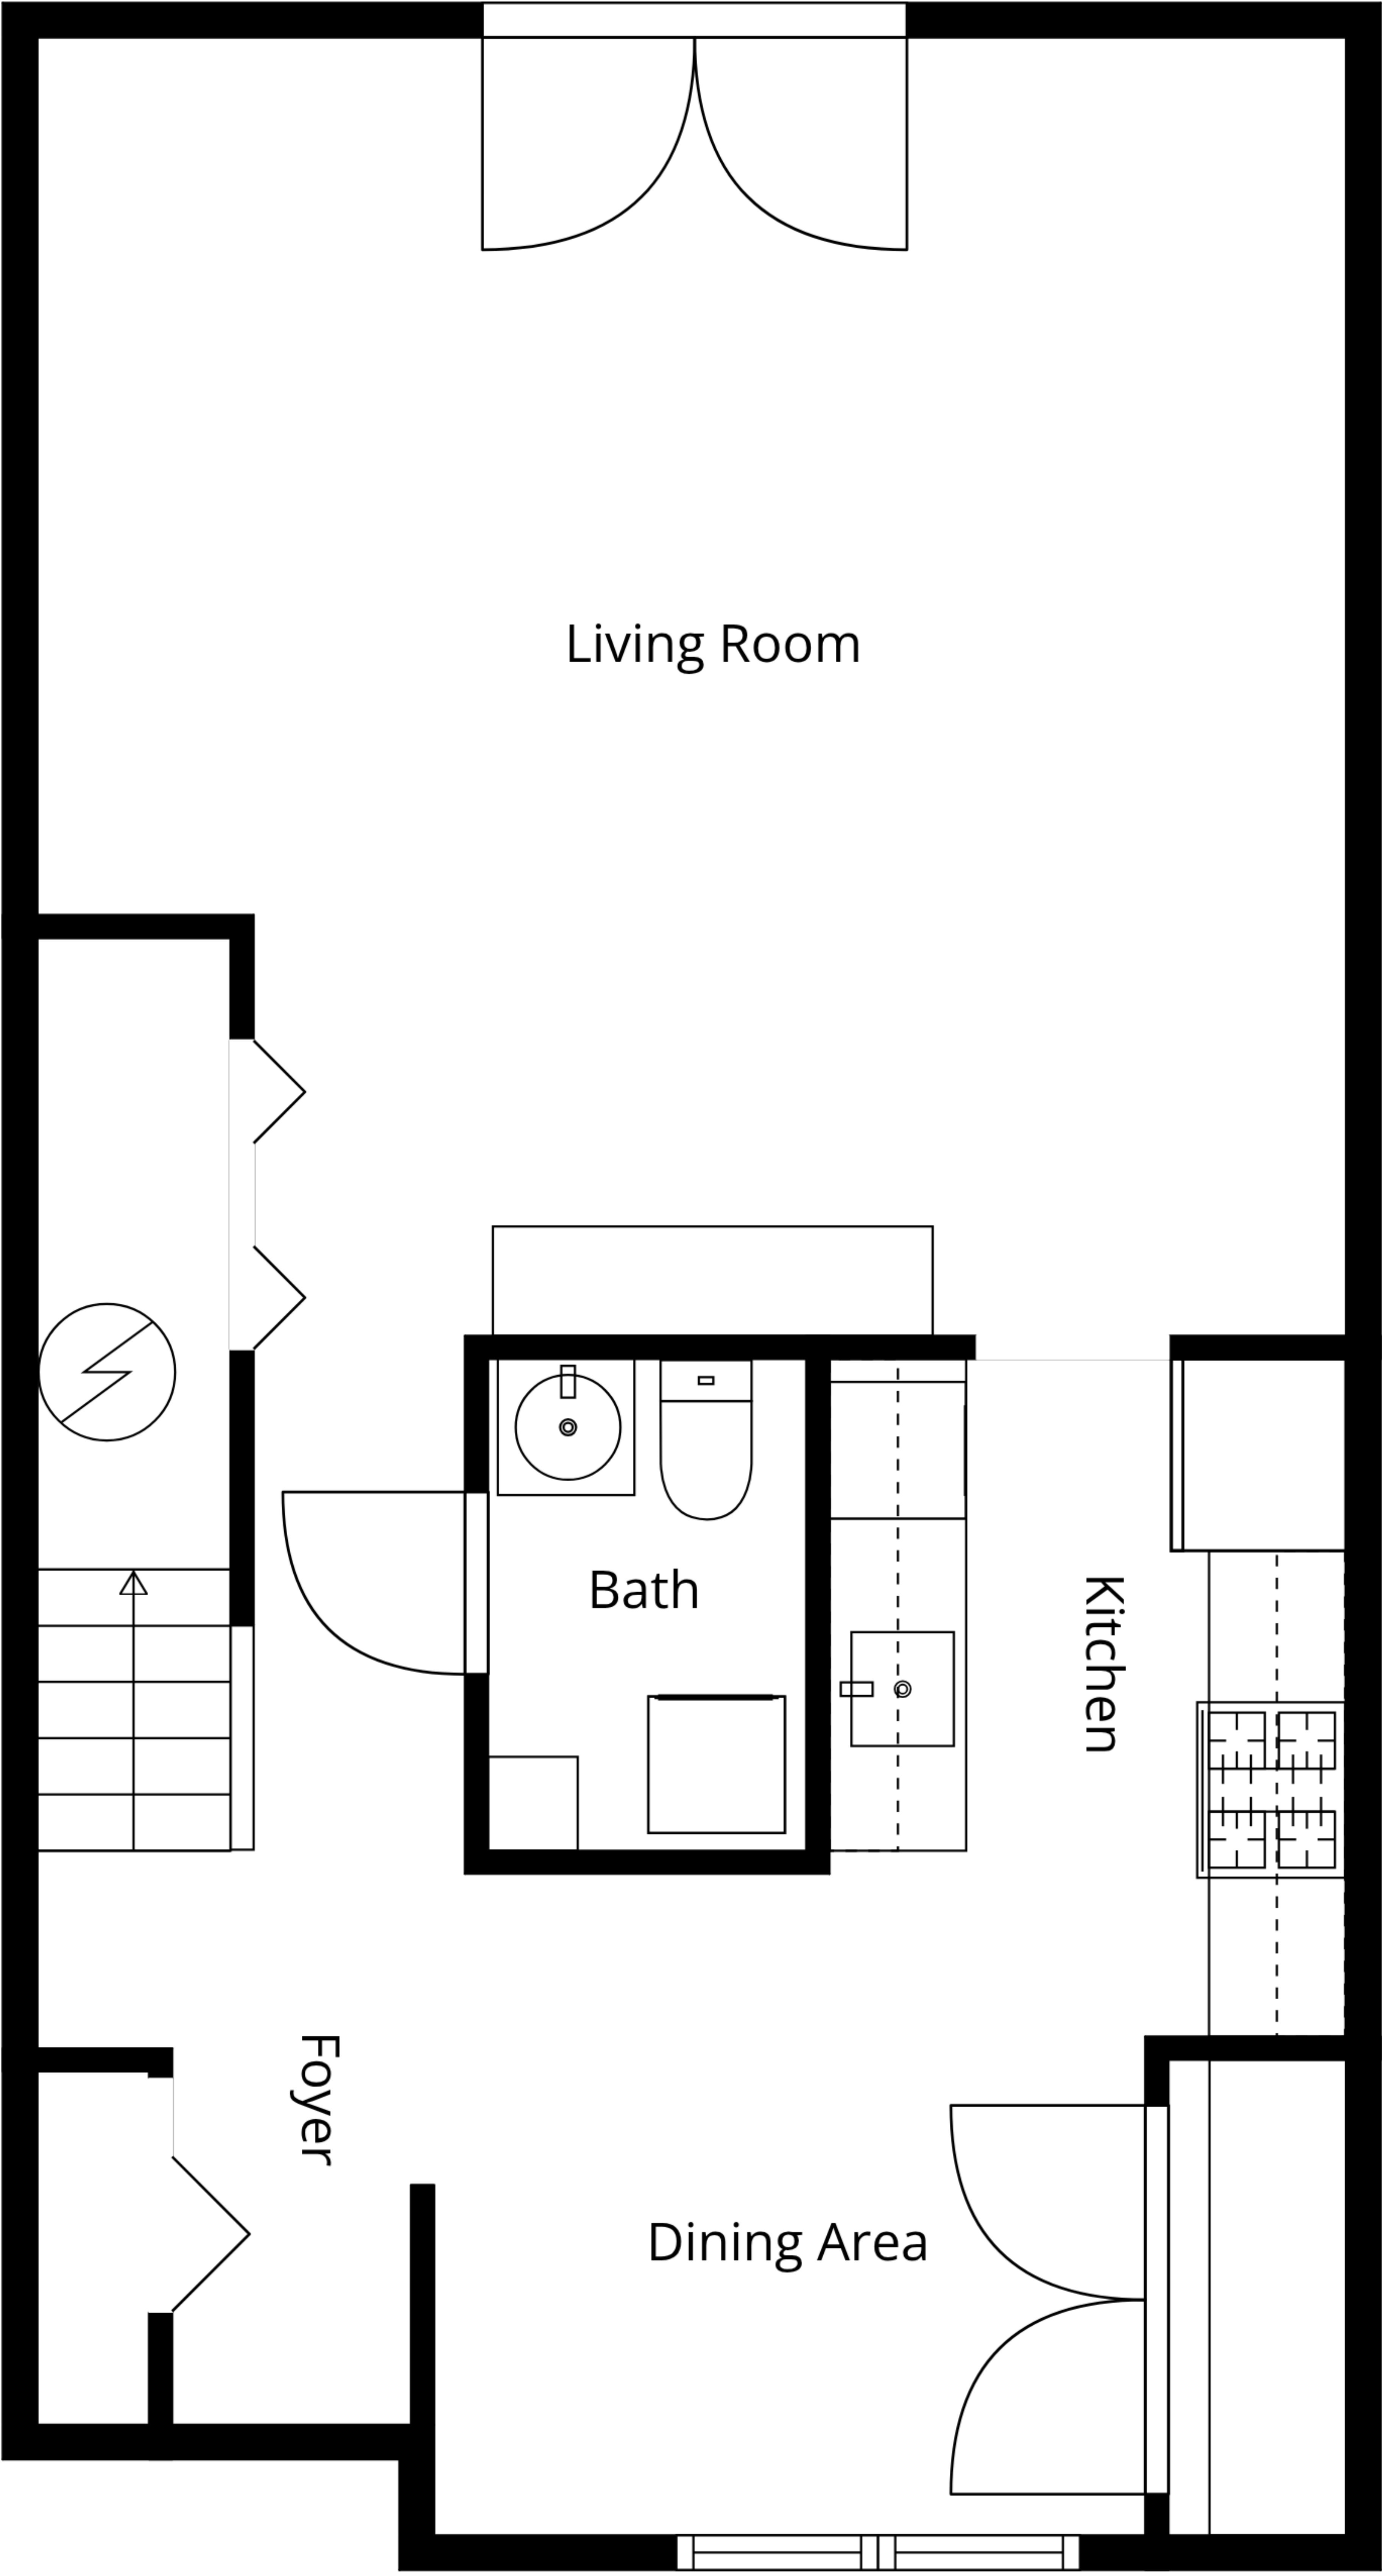 Living Room
Bath
Kitchen
Foyer
Dining Area